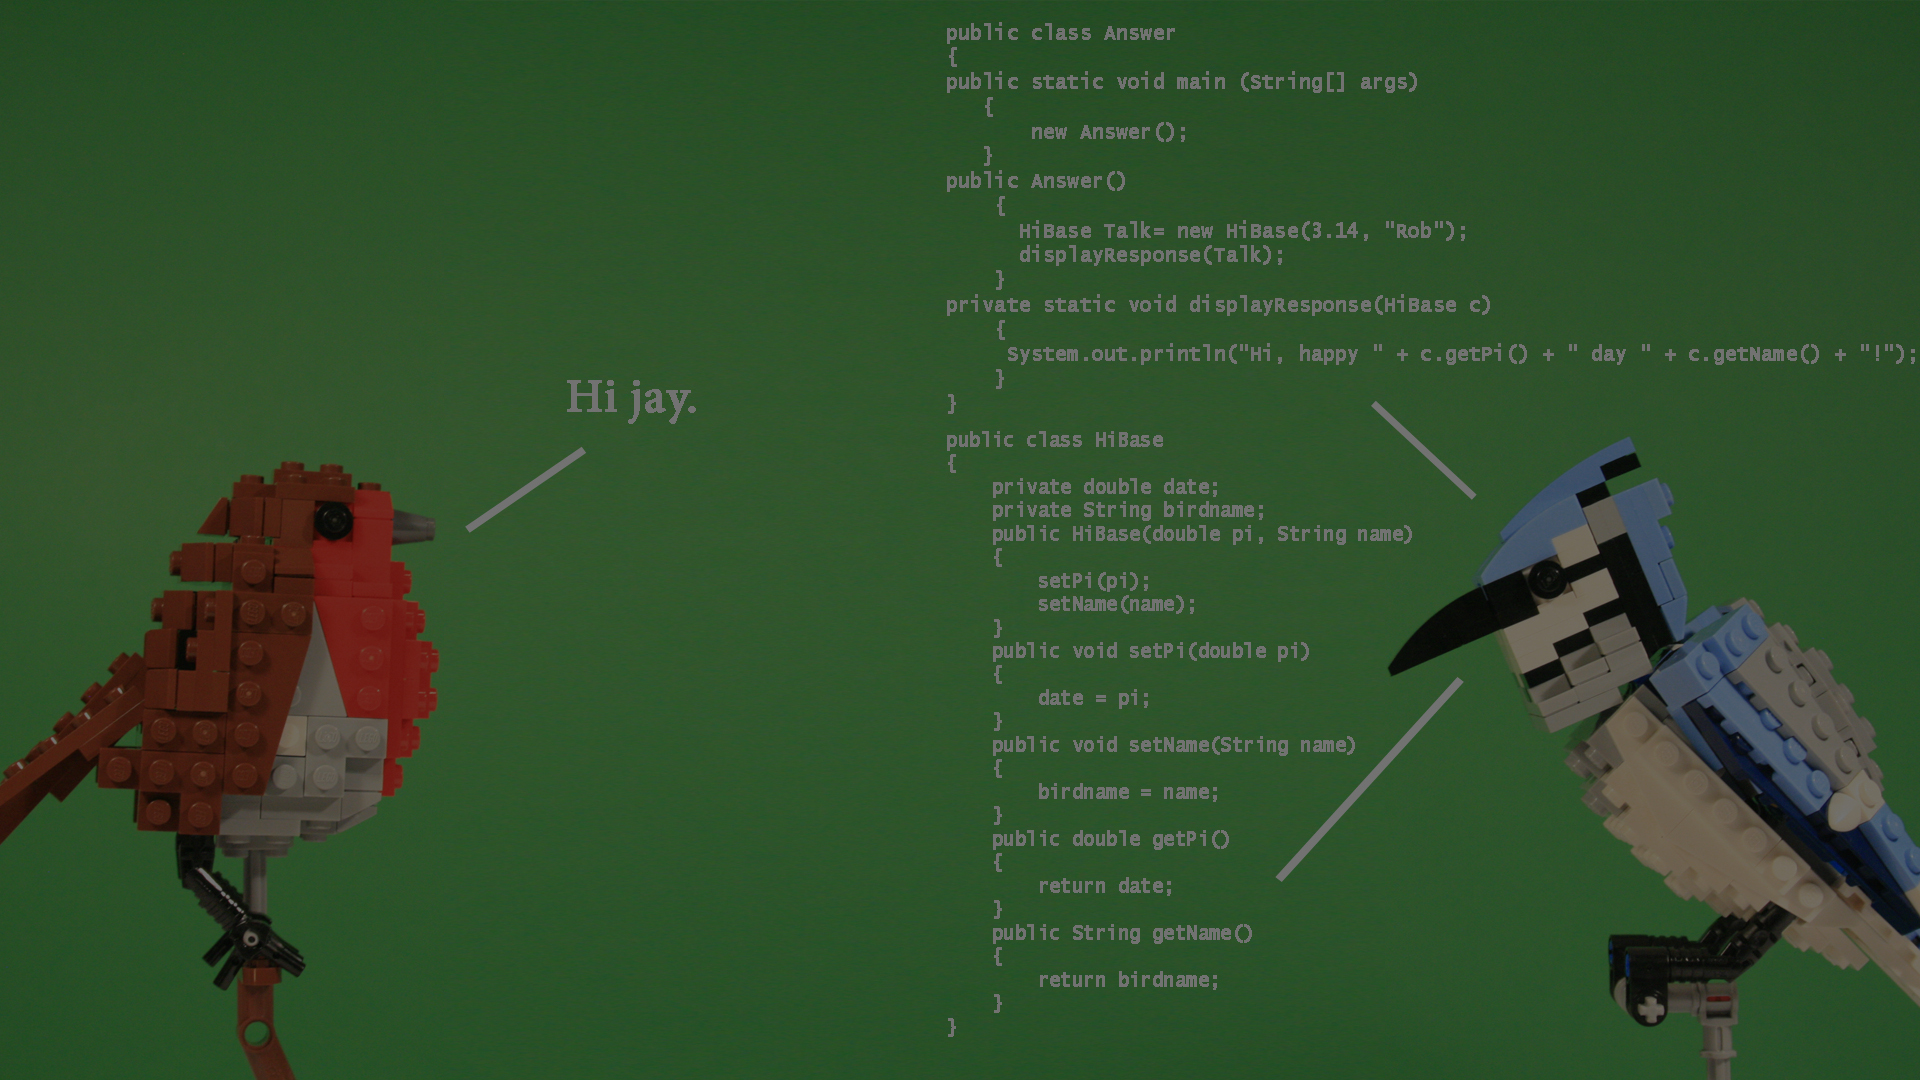 Hi jay.
public class Answer
{
public static void main (String[] args)
{
new Answer();
}
public Answer()
{
HiBase Talk= new HiBase(3.14, "Rob");
displayResponse(Talk);
}
private static void displayResponse(HiBase c)
{
System.out.println("Hi, happy " + c.getPi() + " day " + c.getName() + "!");
}
}
public class HiBase
{
private double date;
private String birdname;
public HiBase(double pi, String name)
{
setPi(pi);
setName(name);
}
public void setPi(double pi)
{
date = pi;
}
public void setName(String name)
{
birdname = name;
}
public double getPi()
{
return date;
}
public String getName()
{
return birdname;
}
}